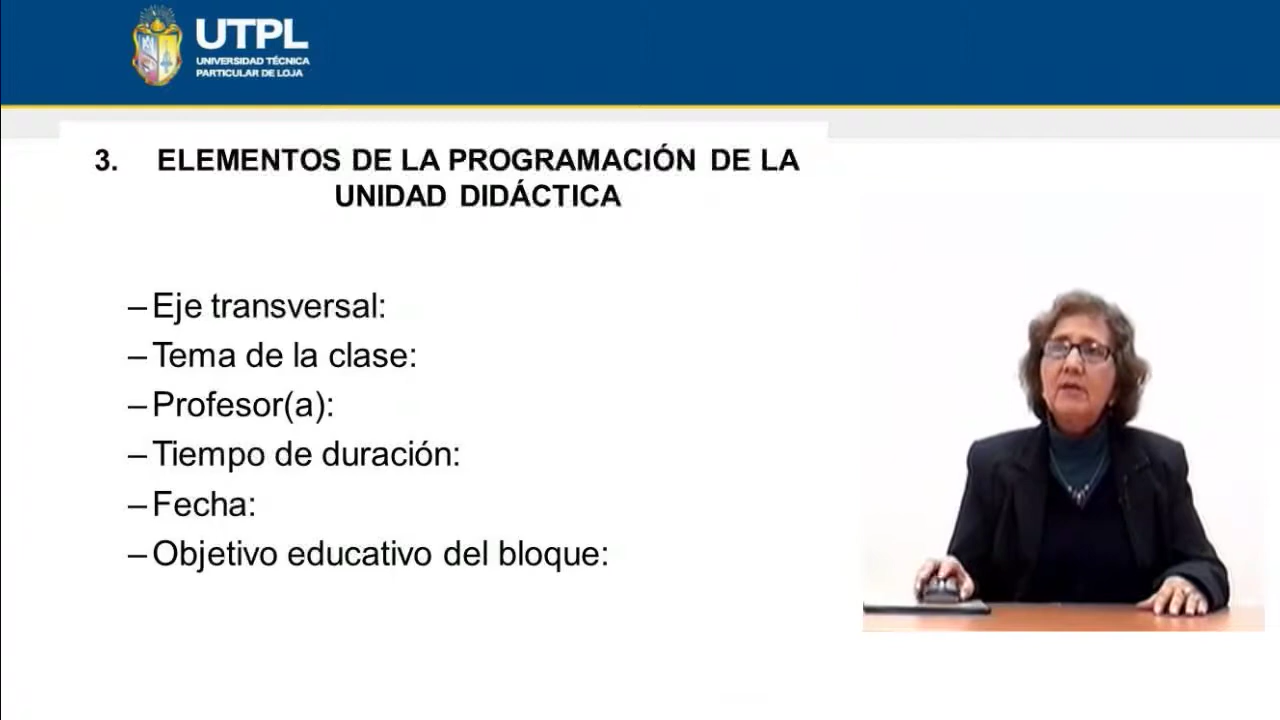 UTPL
UNIVERSIDAD TÉCNICA
PARTICULAR DE LOJA
3. ELEMENTOS DE LA PROGRAMACIÓN DE LA
UNIDAD DIDÁCTICA
– Eje transversal:
– Tema de la clase:
– Profesor(a):
– Tiempo de duración:
– Fecha:
– Objetivo educativo del bloque: